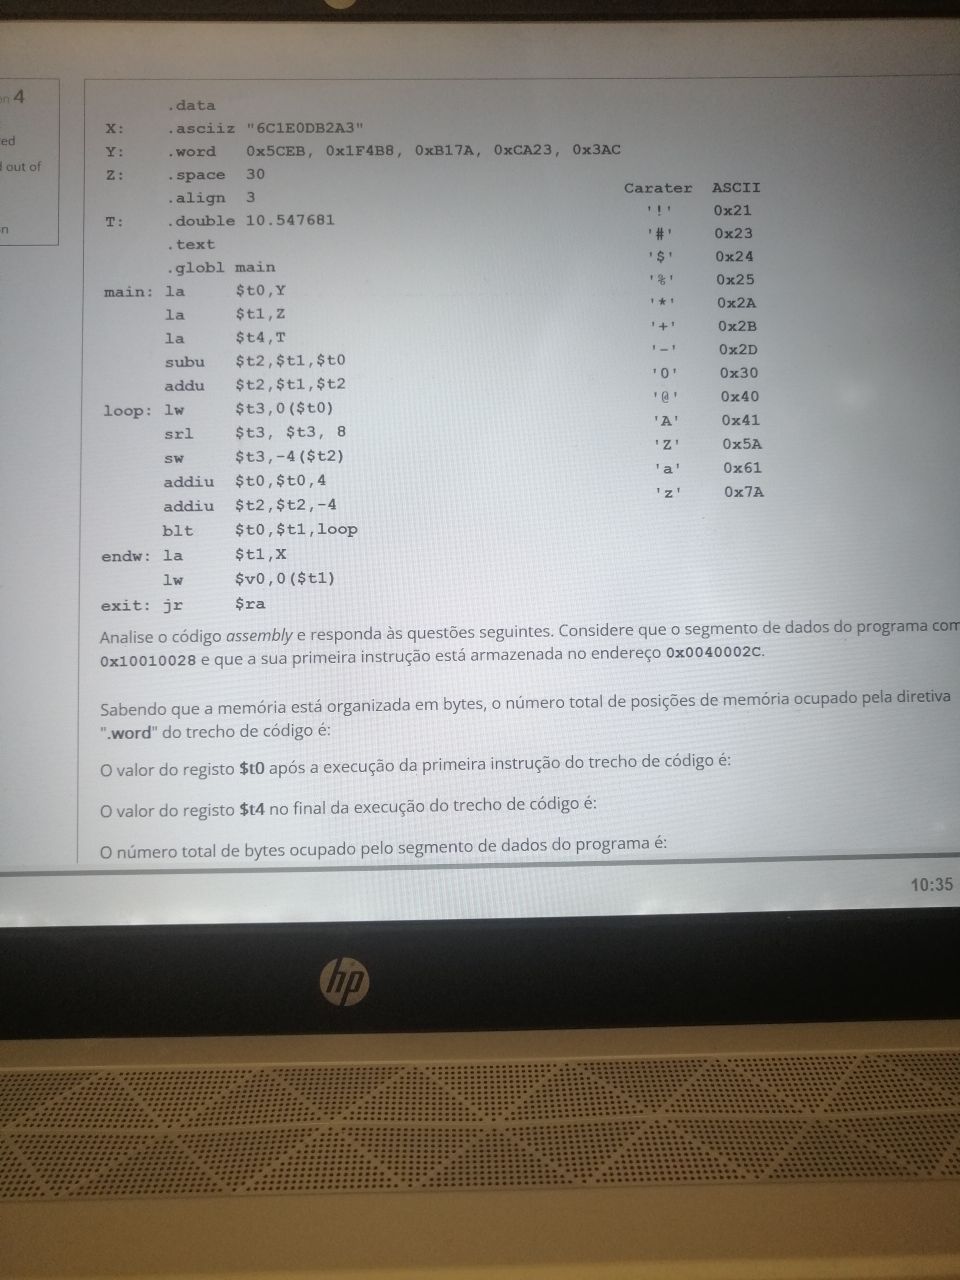 4
.data
X: .asciiz "6C1E0DB2A3"
ed
Y: .word 0x5CEB, 0x1F4B8, 0xB17A, 0xCA23, 0x3AC
out of
Z: .space 30
.align 3
Carater ASCII
T: .double 10.547681
'!' 0x21
n
.text
'#' 0x23
.globl main
'$' 0x24
main: la $t0,Y
'%' 0x25
la $t1,Z
'*' 0x2A
la $t4,T
'+' 0x2B
subu $t2,$t1,$t0
'-' 0x2D
addu $t2,$t1,$t2
'0' 0x30
loop: lw $t3,0($t0)
'@' 0x40
srl $t3, $t3, 8
'A' 0x41
sw $t3,-4($t2)
'Z' 0x5A
addiu $t0,$t0,4
'a' 0x61
addiu $t2,$t2,-4
'z' 0x7A
blt $t0,$t1,loop
endw: la $t1,X
lw $v0,0($t1)
exit: jr $ra
Analise o código assembly e responda às questões seguintes. Considere que o segmento de dados do programa com
0x10010028 e que a sua primeira instrução está armazenada no endereço 0x0040002C.
Sabendo que a memória está organizada em bytes, o número total de posições de memória ocupado pela diretiva
".word" do trecho de código é:
O valor do registo $t0 após a execução da primeira instrução do trecho de código é:
O valor do registo $t4 no final da execução do trecho de código é:
O número total de bytes ocupado pelo segmento de dados do programa é:
10:35
hp